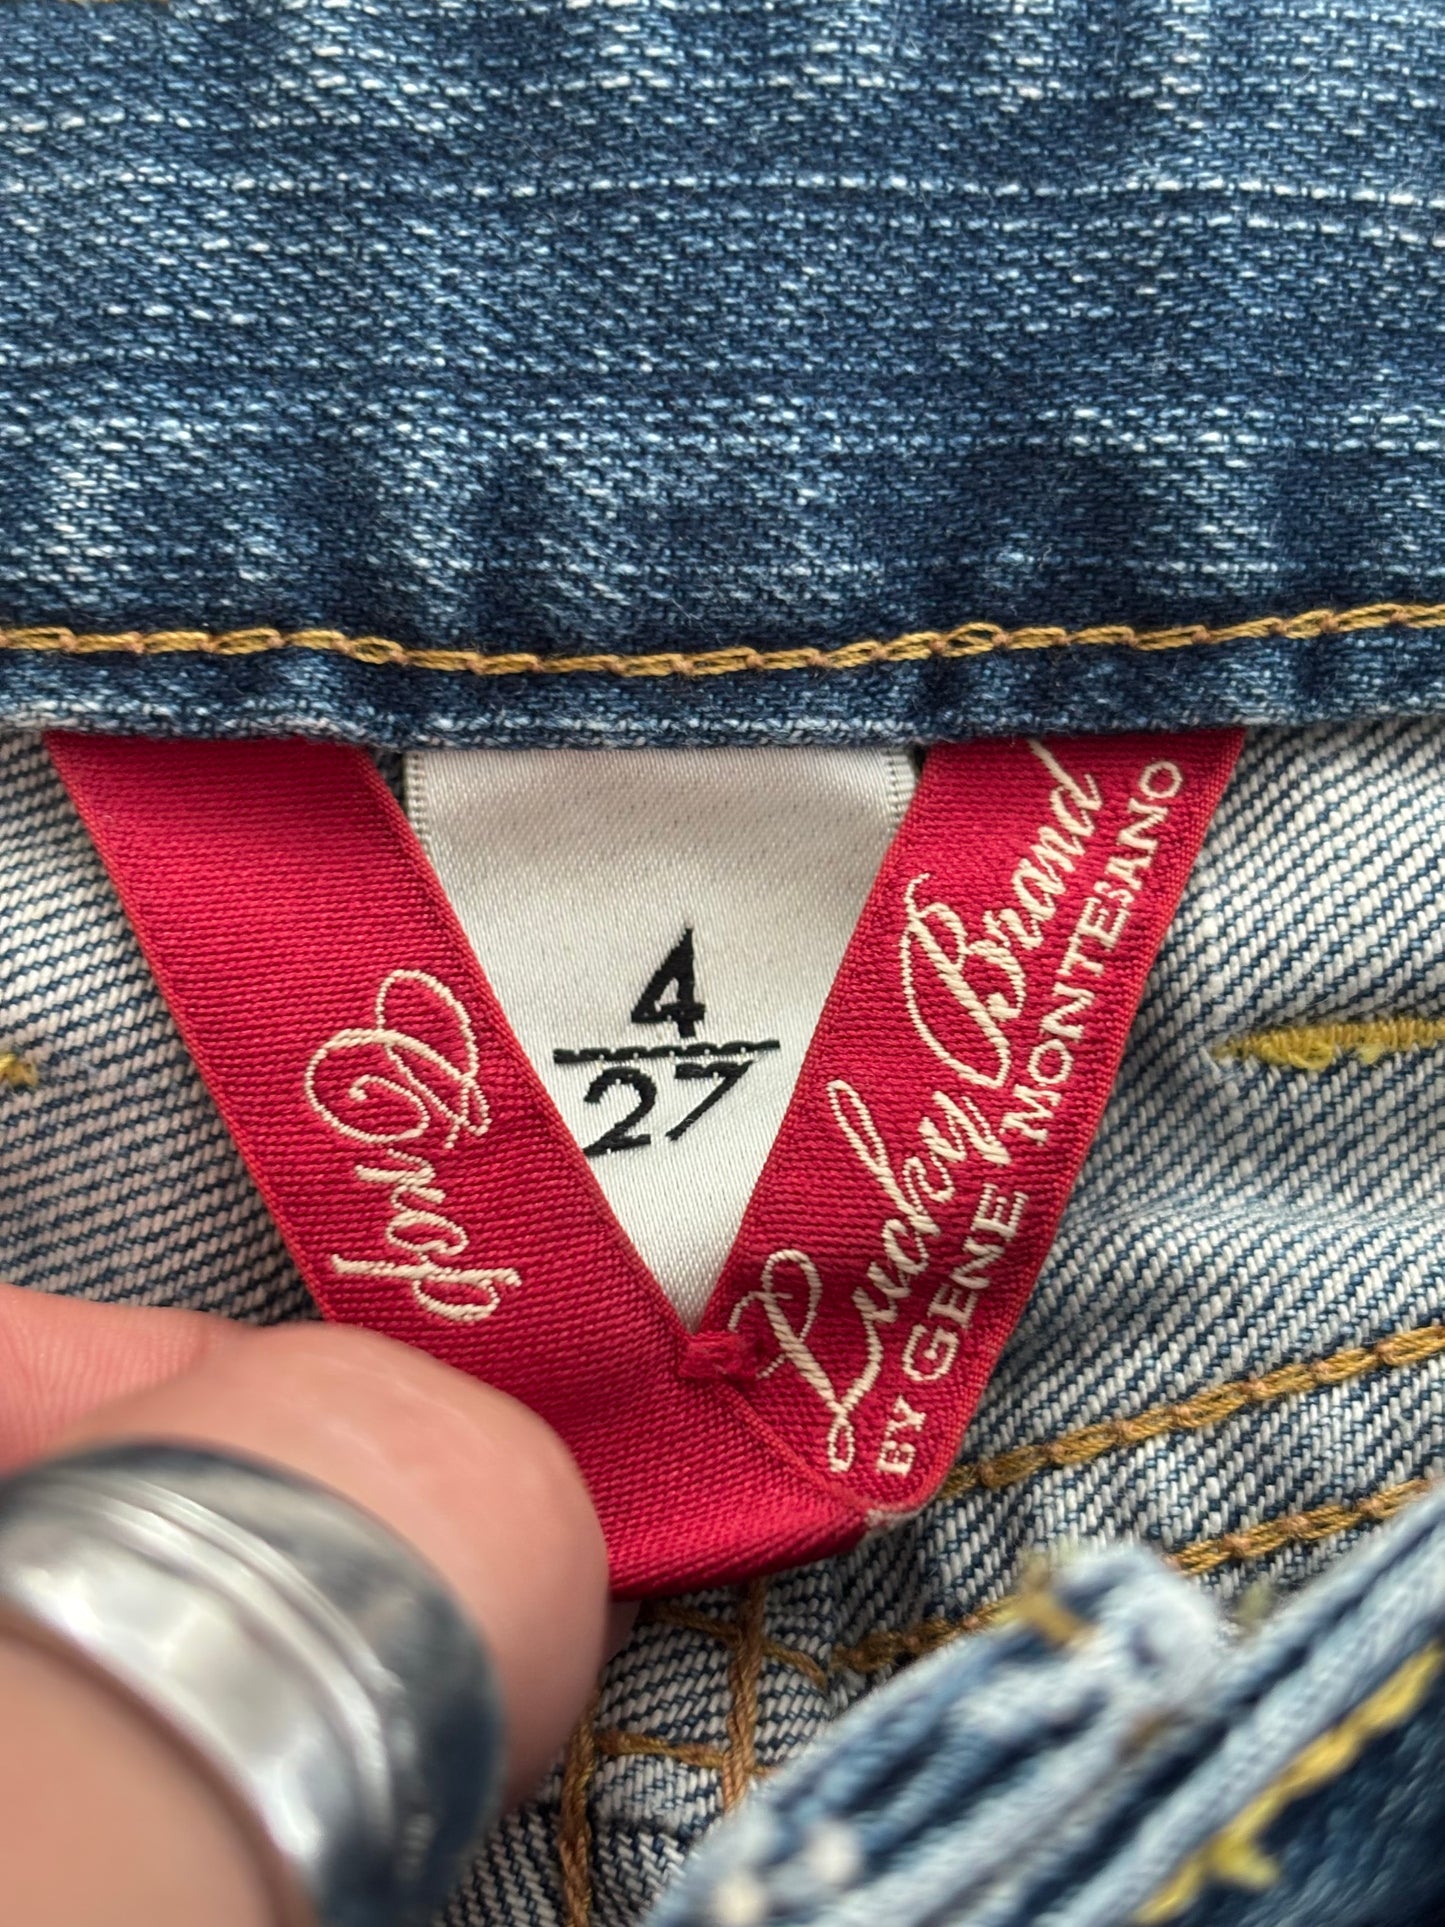 Crop
4
27
Lucky Brand
BY GENE MONTESANO